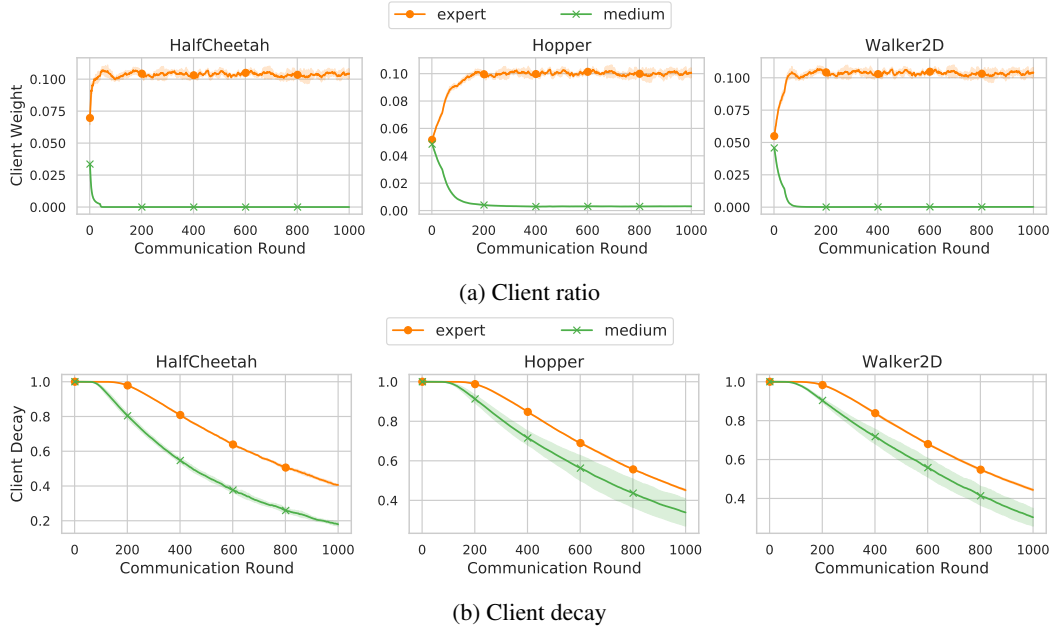 expert medium
HalfCheetah Hopper Walker2D
Client Weight
0.100
0.075
0.050
0.025
0.000
0 200 400 600 800 1000
Communication Round
0.10
0.08
0.06
0.04
0.02
0.00
0 200 400 600 800 1000
Communication Round
0.100
0.075
0.050
0.025
0.000
0 200 400 600 800 1000
Communication Round
(a) Client ratio
expert medium
HalfCheetah Hopper Walker2D
Client Decay
1.0
0.8
0.6
0.4
0.2
0 200 400 600 800 1000
Communication Round
1.0
0.8
0.6
0.4
0 200 400 600 800 1000
Communication Round
1.0
0.8
0.6
0.4
0 200 400 600 800 1000
Communication Round
(b) Client decay